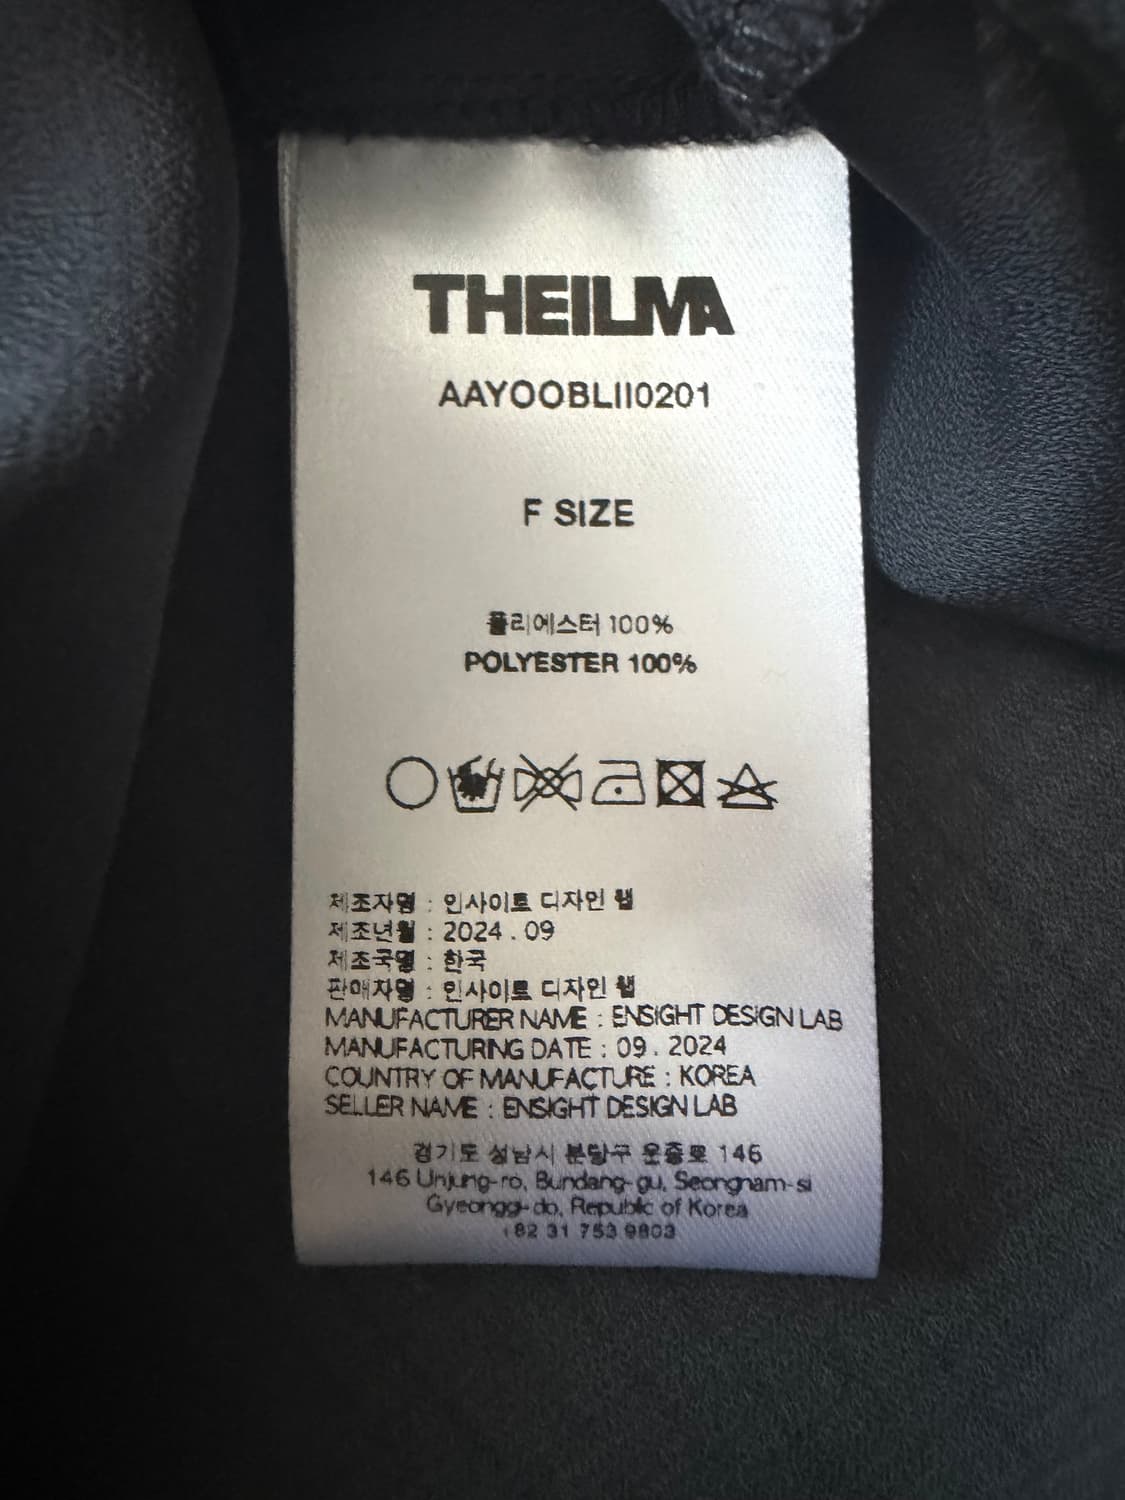 THEILMA
AAYOOBLII0201
F SIZE
폴리에스터 100%
POLYESTER 100%
제조자명 : 인사이트 디자인 랩
제조년월 : 2024 . 09
제조국명 : 한국
판매자명 : 인사이트 디자인 랩
MANUFACTURER NAME : ENSIGHT DESIGN LAB
MANUFACTURING DATE : 09 . 2024
COUNTRY OF MANUFACTURE : KOREA
SELLER NAME : ENSIGHT DESIGN LAB
경기도 성남시 분당구 운중로 146
146 Unjung-ro, Bundang-gu, Seongnam-si
Gyeonggi-do, Republic of Korea
+82 31 753 9803